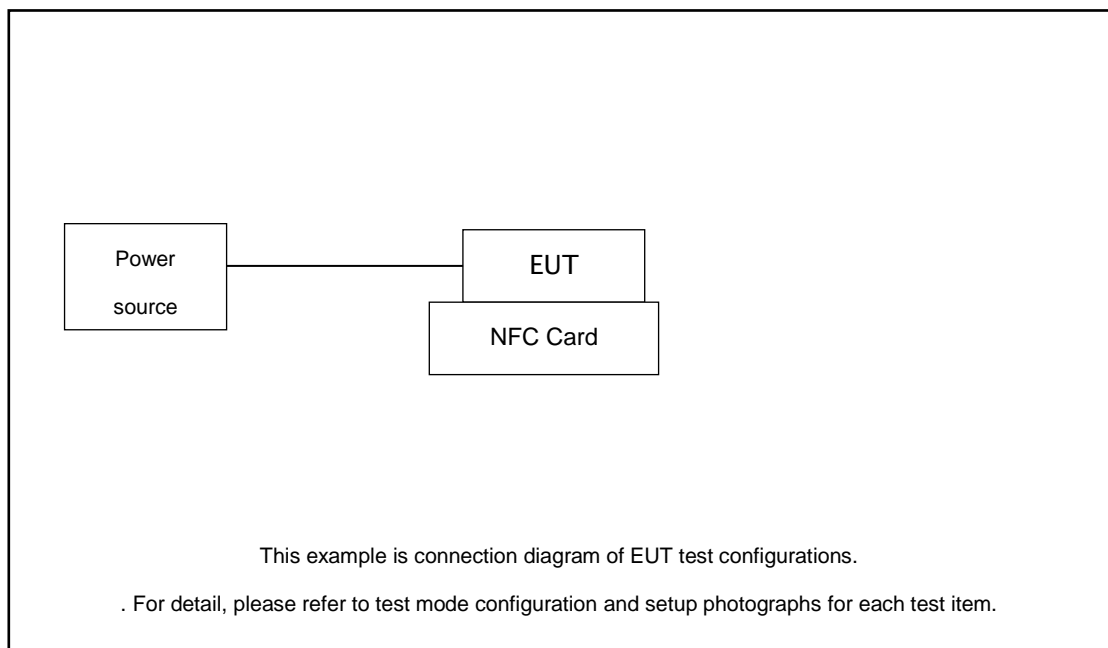 Power
source
EUT
NFC Card
This example is connection diagram of EUT test configurations.
. For detail, please refer to test mode configuration and setup photographs for each test item.